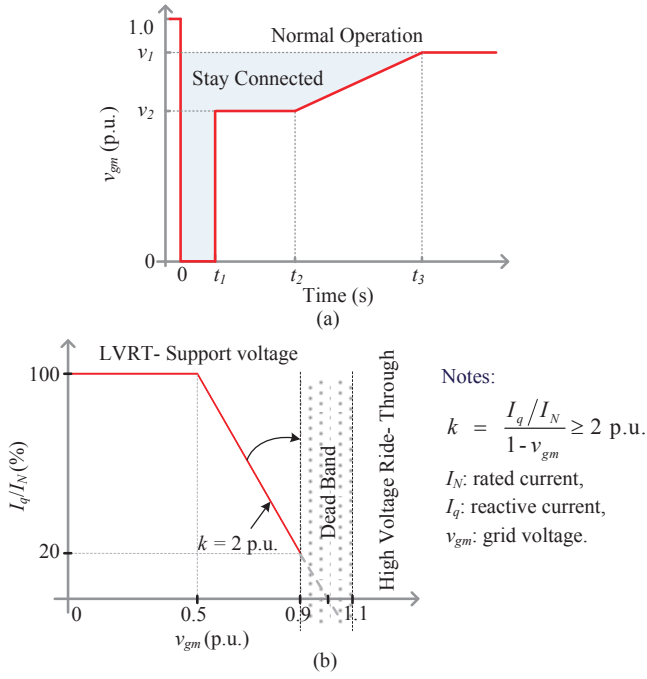 1.0
Normal Operation
v1
Stay Connected
v2
vgm (p.u.)
0
0
t1
t2
t3
Time (s)
(a)
LVRT- Support voltage
100
Iq/IN (%)
20
k = 2 p.u.
Dead Band
High Voltage Ride- Through
0
0.5
0.9
1
1.1
vgm (p.u.)
(b)
Notes:
k = Iq/IN / 1- vgm ≥ 2 p.u.
IN: rated current,
Iq: reactive current,
vgm: grid voltage.